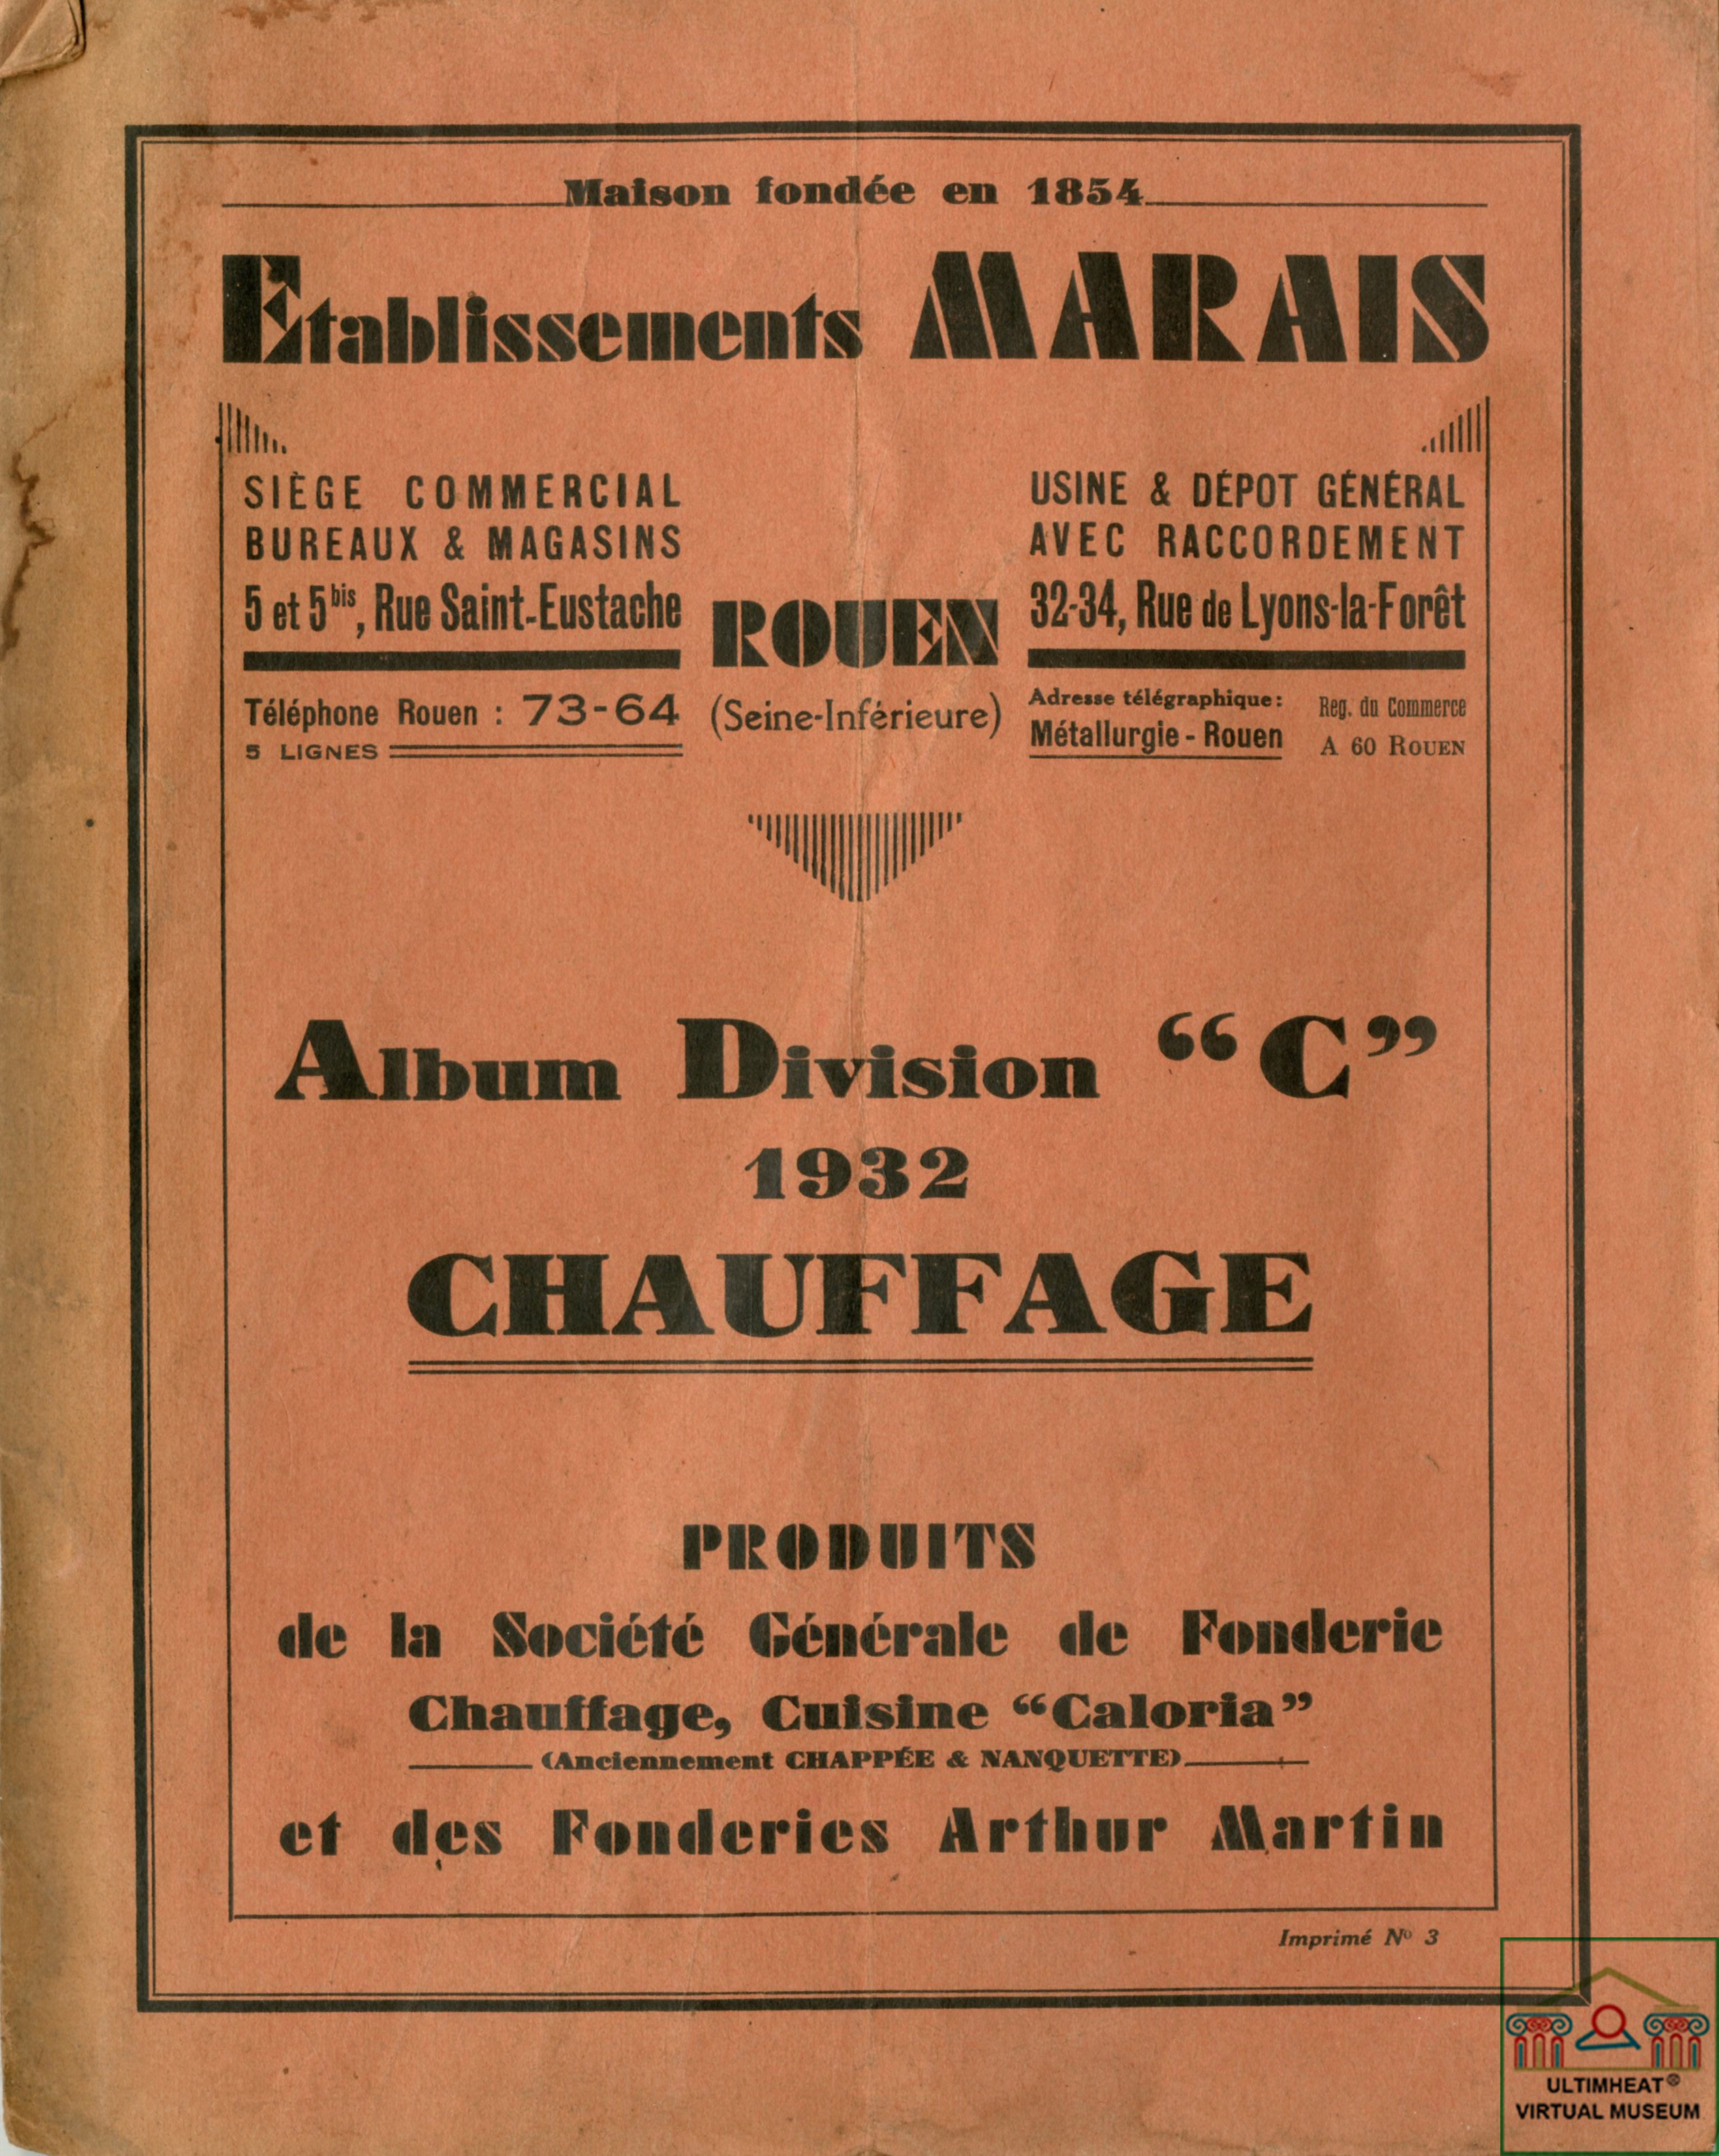 Maison fondée en 1854
Etablissements MARAIS
SIÈGE COMMERCIAL
BUREAUX & MAGASINS
5 et 5bis, Rue Saint-Eustache
Téléphone Rouen : 73-64
5 LIGNES
ROUEN
(Seine-Inférieure)
USINE & DÉPOT GÉNÉRAL
AVEC RACCORDEMENT
32-34, Rue de Lyons-la-Forêt
Adresse télégraphique :
Métallurgie - Rouen
Reg. du Commerce
A 60 ROUEN
Album Division “C”
1932
CHAUFFAGE
PRODUITS
de la Société Générale de Fonderie
Chauffage, Cuisine “Caloria”
(Anciennement CHAPPÉE & NANQUETTE)
et des Fonderies Arthur Martin
Imprimé No 3
ULTIMHEAT®
VIRTUAL MUSEUM